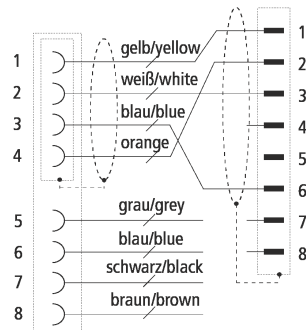 1 gelb/yellow 1
2 weiß/white 2
3 blau/blue 3
4 orange 4
5
6
5 grau/grey 7
6 blau/blue 8
7 schwarz/black
8 braun/brown